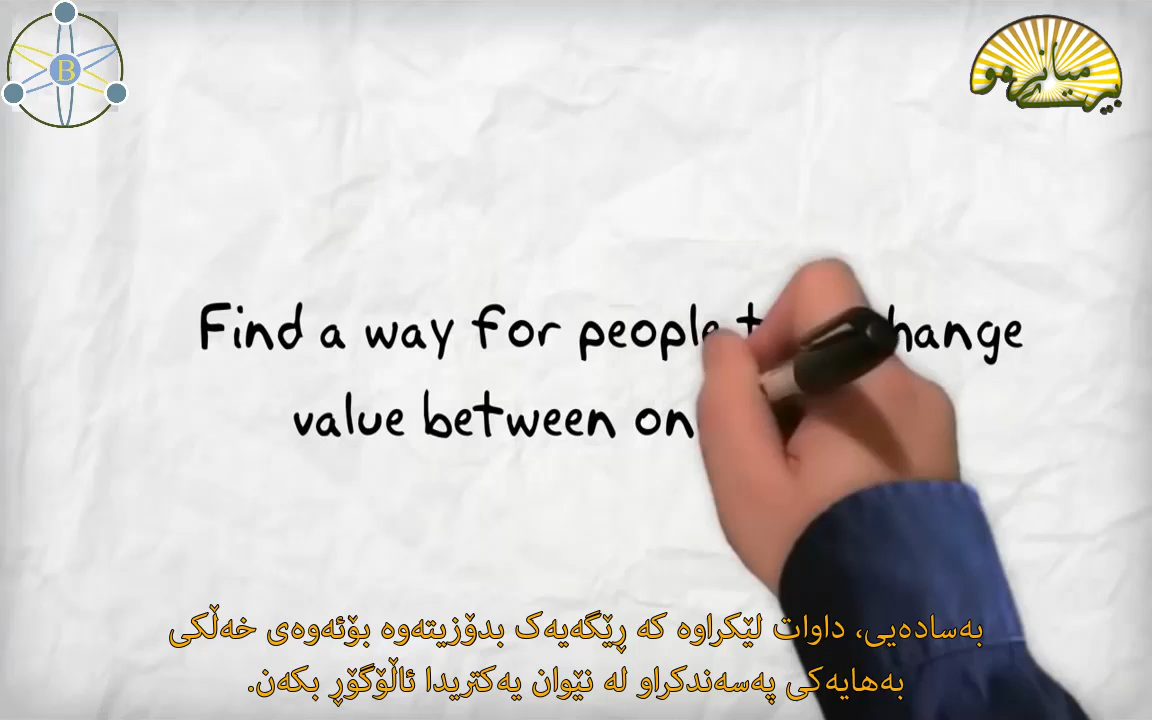 B
Find a way for people
value between on
بەسادەیی، داوات لێکراوە کە ڕێگەیەک بدۆزیتەوە بۆئەوەی خەڵکی
بەهایەکی پەسەندکراو لە نێوان یەکتریدا ئاڵۆگۆڕ بکەن.